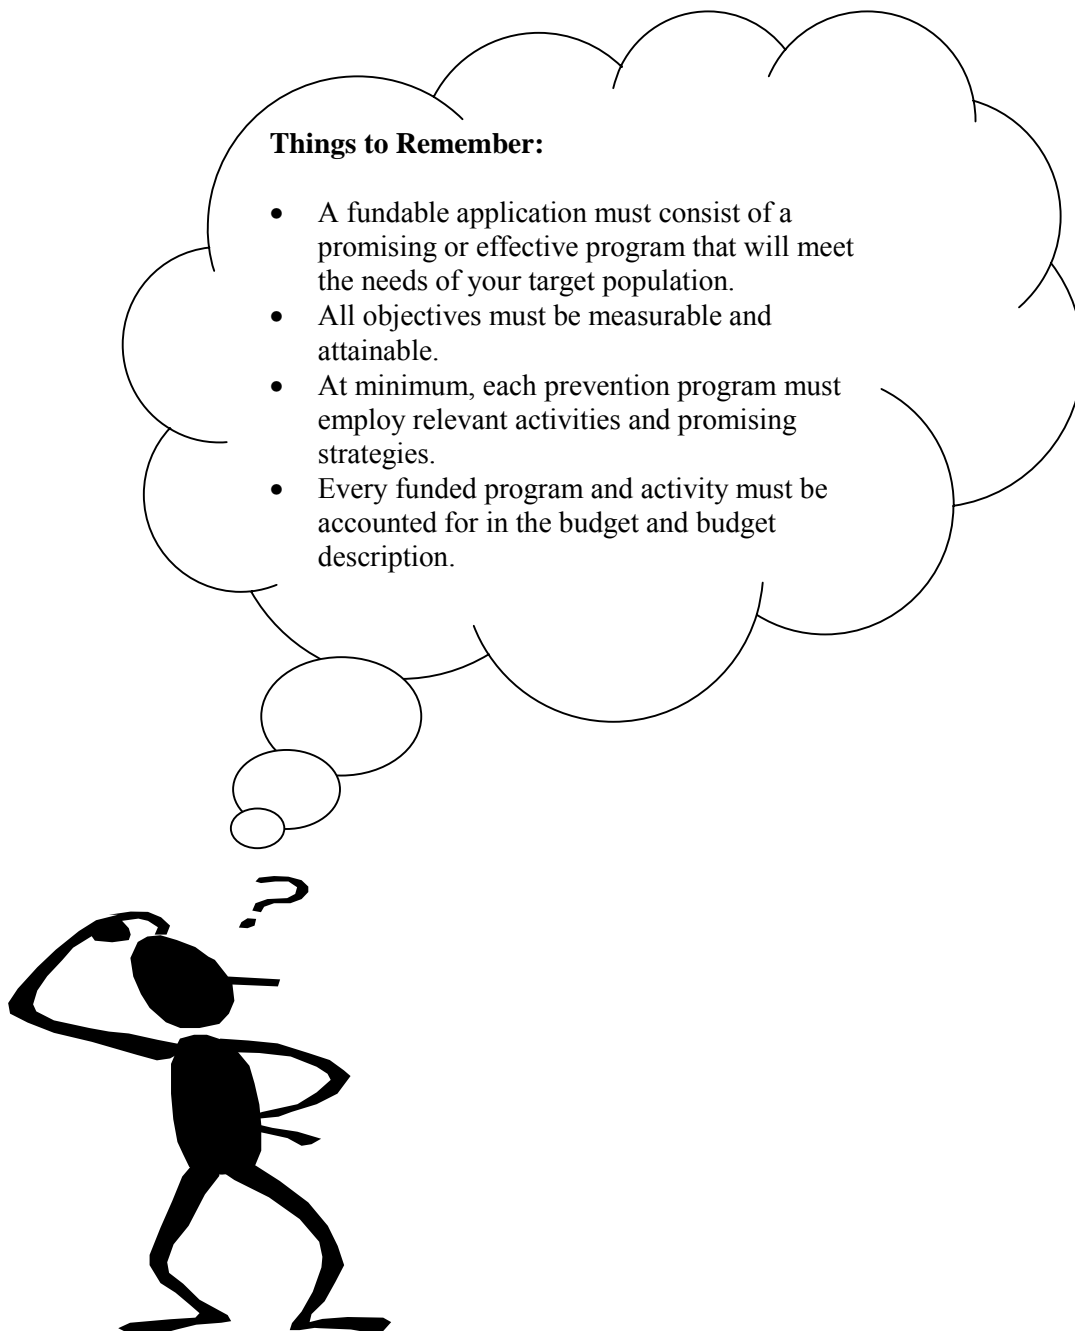 Things to Remember:
• A fundable application must consist of a
promising or effective program that will meet
the needs of your target population.
• All objectives must be measurable and
attainable.
• At minimum, each prevention program must
employ relevant activities and promising
strategies.
• Every funded program and activity must be
accounted for in the budget and budget
description.
?